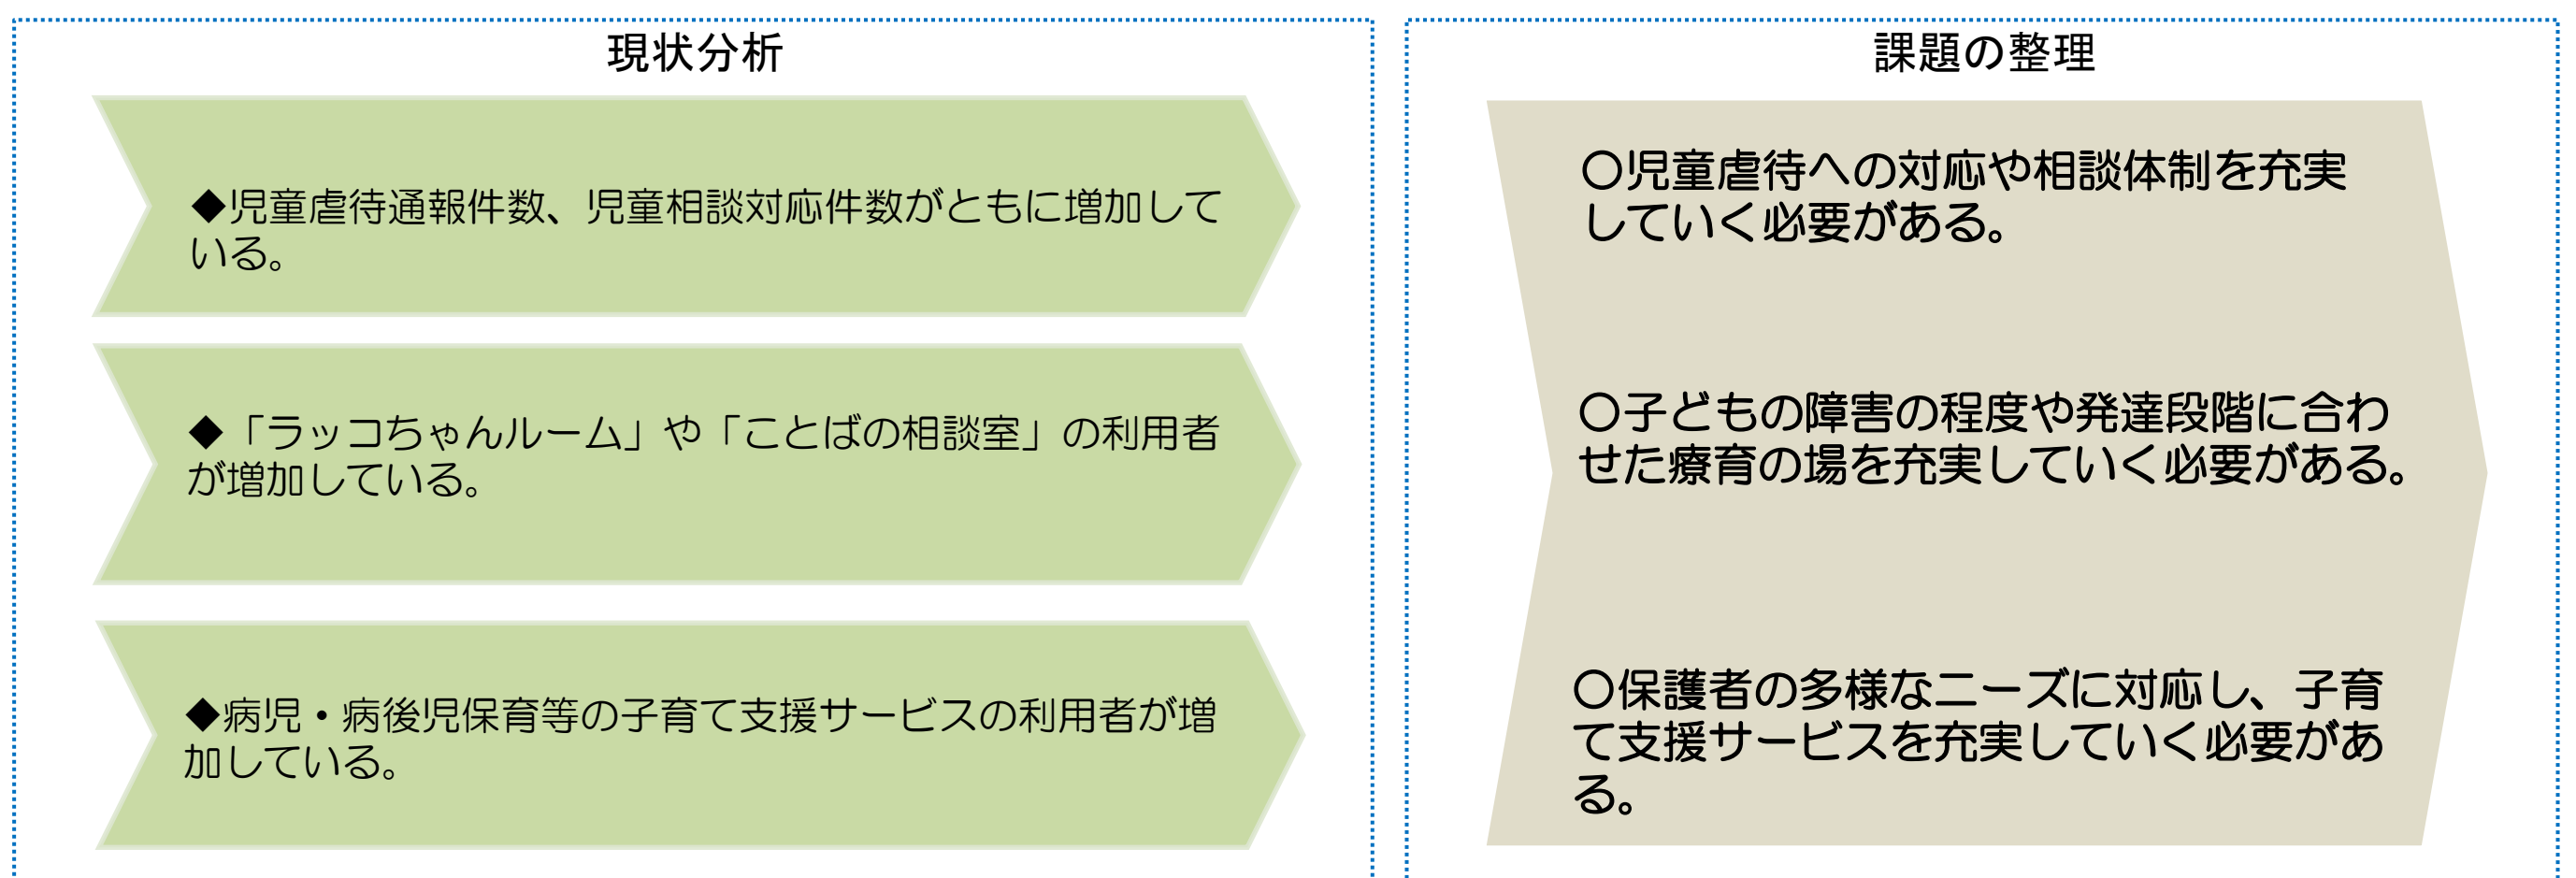 現状分析
◆児童虐待通報件数、児童相談対応件数がともに増加して
いる。
◆「ラッコちゃんルーム」や「ことばの相談室」の利用者
が増加している。
◆病児・病後児保育等の子育て支援サービスの利用者が増
加している。
課題の整理
〇児童虐待への対応や相談体制を充実
していく必要がある。
〇子どもの障害の程度や発達段階に合わ
せた療育の場を充実していく必要がある。
〇保護者の多様なニーズに対応し、子育
て支援サービスを充実していく必要があ
る。